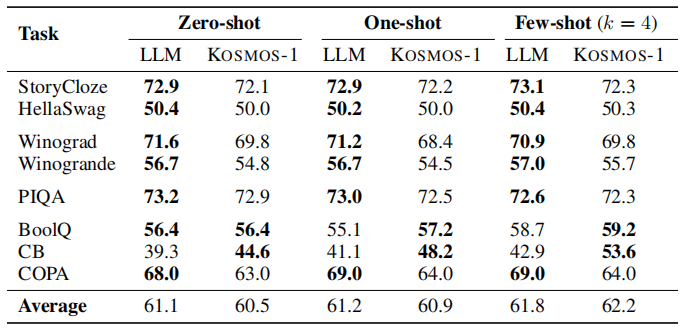 Task Zero-shot One-shot Few-shot (k = 4)
LLM KOSMOS-1 LLM KOSMOS-1 LLM KOSMOS-1
StoryCloze 72.9 72.1 72.9 72.2 73.1 72.3
HellaSwag 50.4 50.0 50.2 50.0 50.4 50.3
Winograd 71.6 69.8 71.2 68.4 70.9 69.8
Winogrande 56.7 54.8 56.7 54.5 57.0 55.7
PIQA 73.2 72.9 73.0 72.5 72.6 72.3
BoolQ 56.4 56.4 55.1 57.2 58.7 59.2
CB 39.3 44.6 41.1 48.2 42.9 53.6
COPA 68.0 63.0 69.0 64.0 69.0 64.0
Average 61.1 60.5 61.2 60.9 61.8 62.2